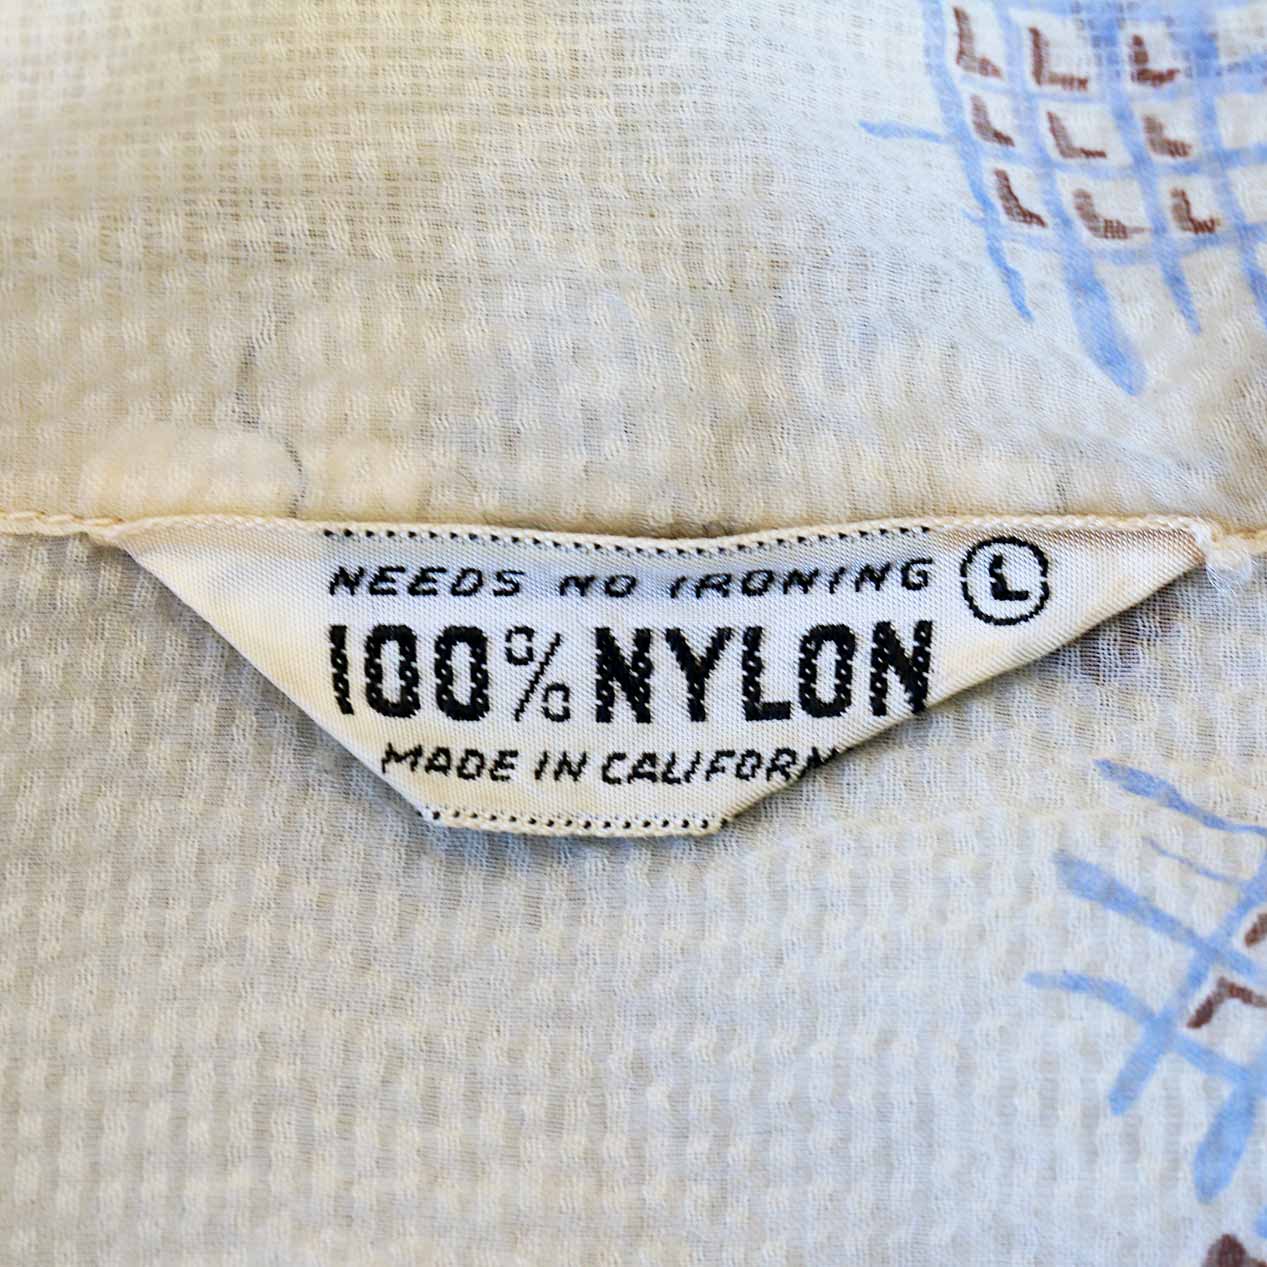 NEEDS NO IRONING L
100% NYLON
MADE IN CALIFORN